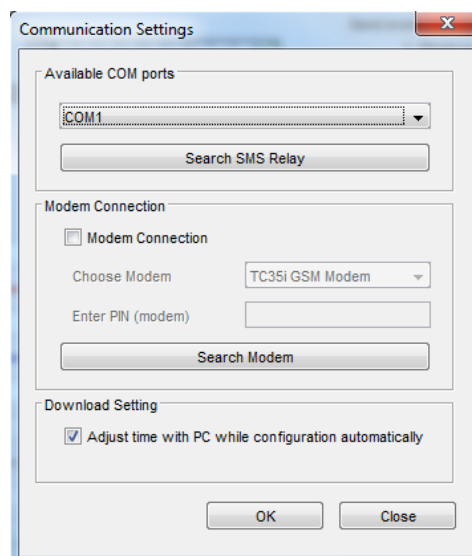 Communication Settings
Available COM ports
COM1
Search SMS Relay
Modem Connection
Modem Connection
Choose Modem
TC35i GSM Modem
Enter PIN (modem)
Search Modem
Download Setting
Adjust time with PC while configuration automatically
OK
Close